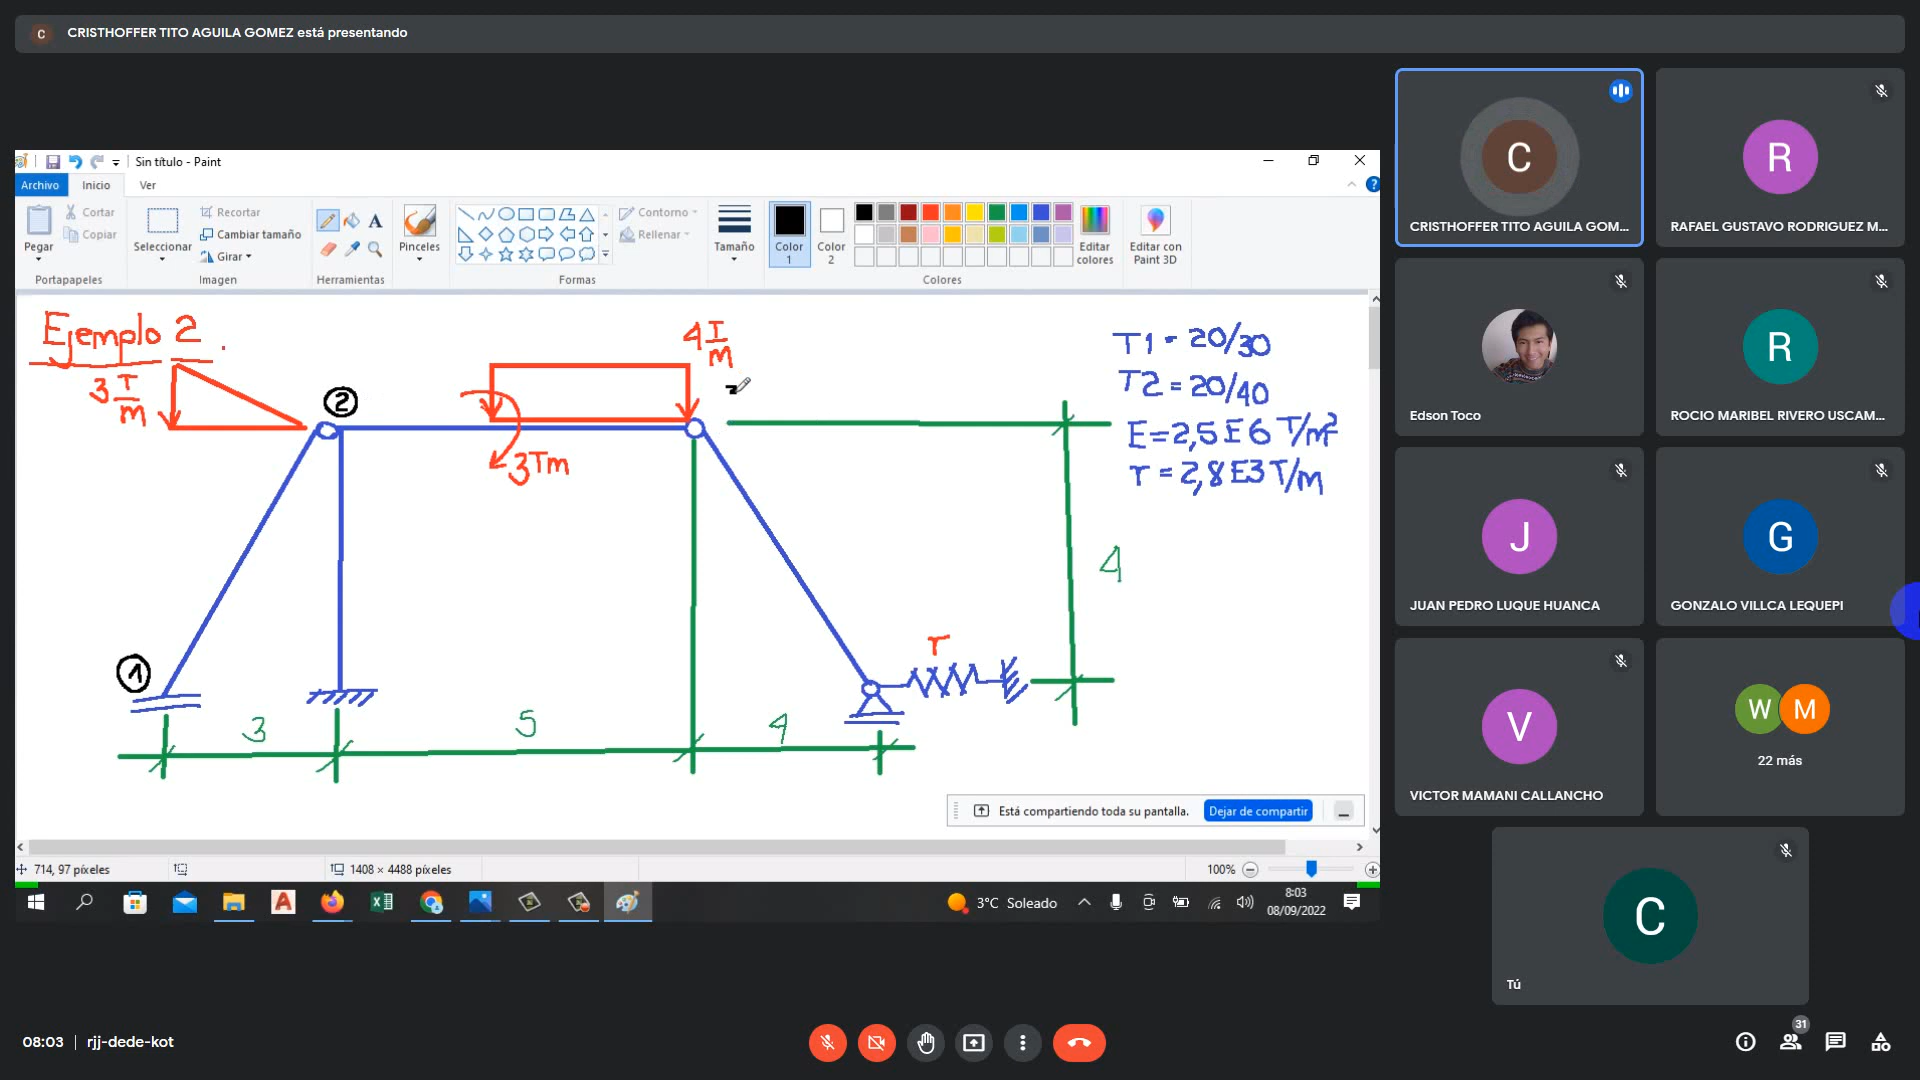 C CRISTHOFFER TITO AGUILA GOMEZ está presentando
Sin título - Paint
Archivo Inicio Ver
Pegar
Cortar
Copiar
Portapapeles
Seleccionar
Recortar
Cambiar tamaño
Girar
Imagen
A
Herramientas
Pinceles
Contorno
Rellenar
Formas
Tamaño
Color 1
Color 2
Editar colores
Editar con Paint 3D
Colores
Ejemplo 2
3 T/M
2
4 T/M
3Tm
1
r
3
5
4
4
T1 = 20/30
T2 = 20/40
E=2,5E6 T/m²
r = 2,8E3 T/m
Está compartiendo toda su pantalla. Dejar de compartir
714, 97 píxeles
1408 × 4488 píxeles
100%
3°C Soleado
8:03
08/09/2022
C
CRISTHOFFER TITO AGUILA GOM...
R
RAFAEL GUSTAVO RODRIGUEZ M...
Edson Toco
R
ROCIO MARIBEL RIVERO USCAM...
J
JUAN PEDRO LUQUE HUANCA
G
GONZALO VILLCA LEQUEPI
V
VICTOR MAMANI CALLANCHO
W M
22 más
C
Tú
08:03 | rjj-dede-kot
31